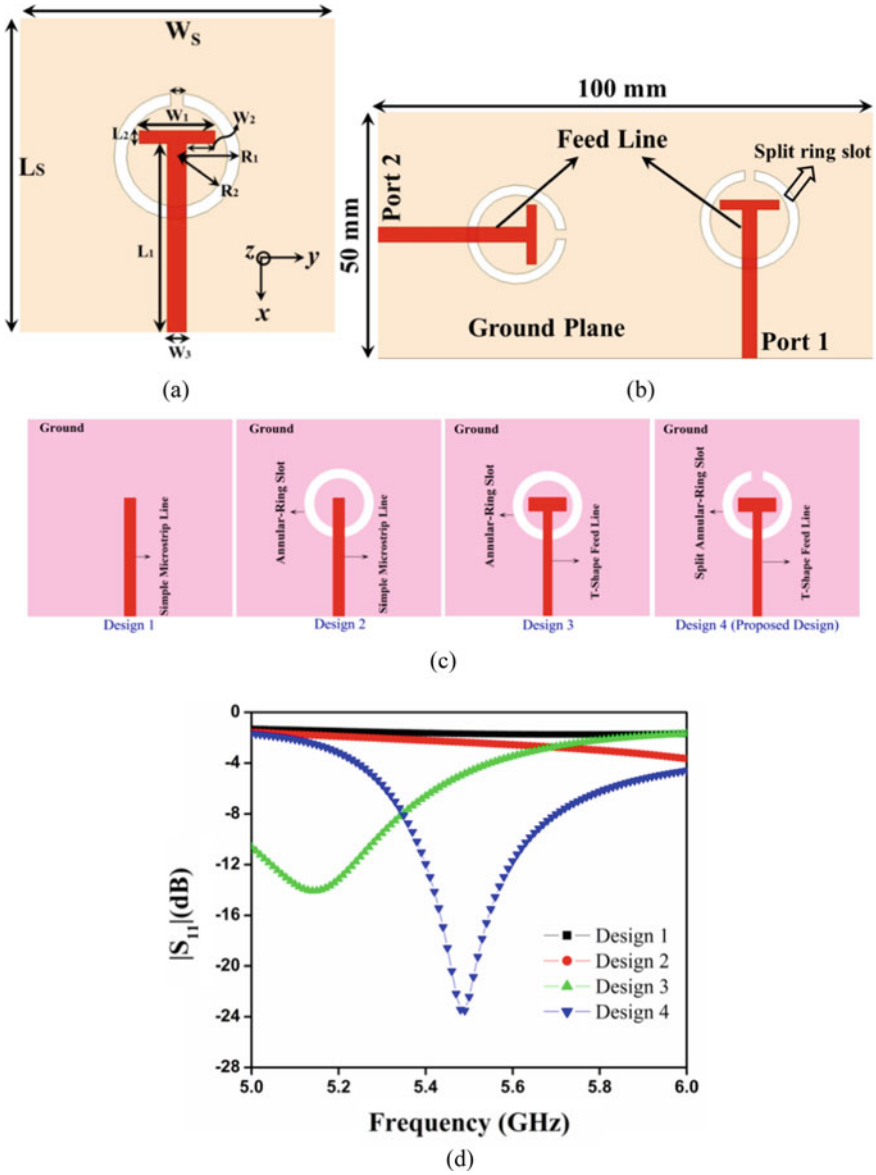 W_S
W₁
W₂
L₂
R₁
L_S
R₂
L₁
z
y
x
W₃
(a)
100 mm
Feed Line
Split ring slot
Port 2
50 mm
Ground Plane
Port 1
(b)
Ground
Simple Microstrip Line
Design 1
Ground
Annular-Ring Slot
Simple Microstrip Line
Design 2
Ground
Annular-Ring Slot
T-Shape Feed Line
Design 3
Ground
Split Annular-Ring Slot
T-Shape Feed Line
Design 4 (Proposed Design)
(c)
0
-4
-8
-12
-16
-20
-24
-28
|S₁₁|(dB)
Design 1
Design 2
Design 3
Design 4
5.0 5.2 5.4 5.6 5.8 6.0
Frequency (GHz)
(d)